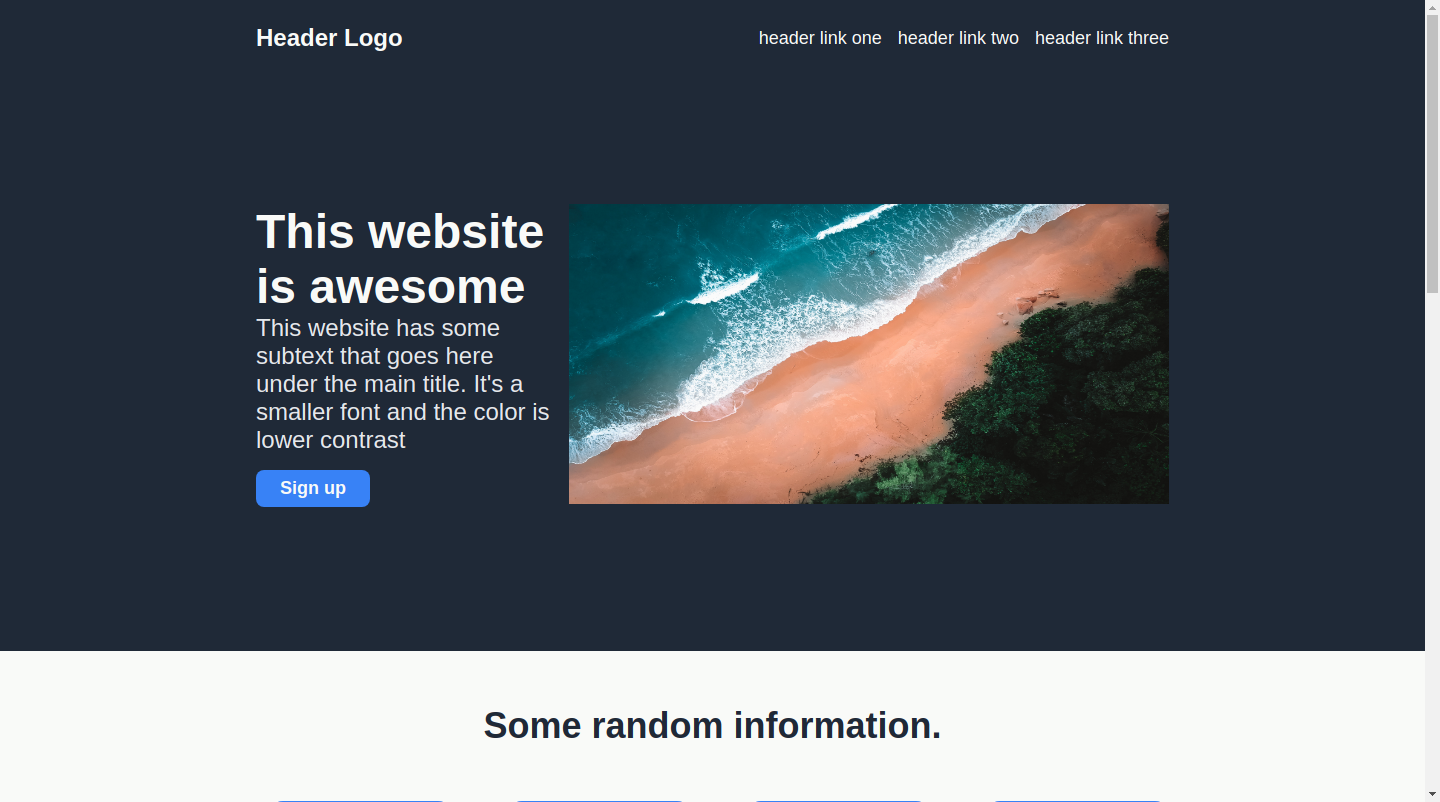 Header Logo
header link one header link two header link three
This website
is awesome
This website has some
subtext that goes here
under the main title. It's a
smaller font and the color is
lower contrast
Sign up
Some random information.